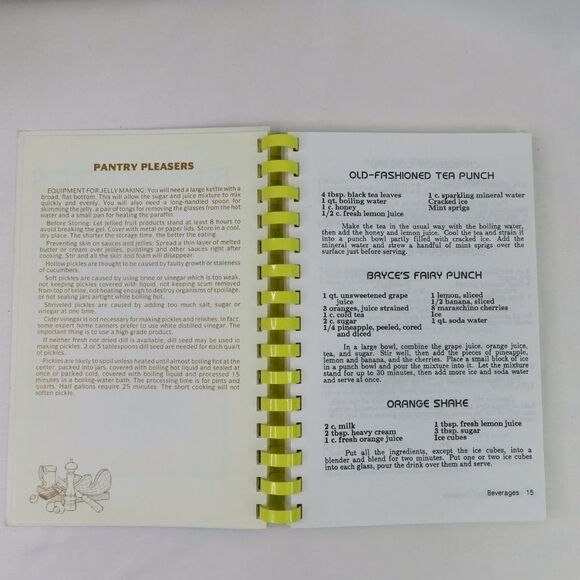 PANTRY PLEASERS
EQUIPMENT FOR JELLY MAKING: You will need a large kettle with a
broad, flat bottom. This will allow the sugar and juice mixture to mix
quickly and evenly. You will also need a long-handled spoon for
skimming the jelly, a pair of tongs for removing the glasses from the hot
water and a small pan for heating the paraffin.
Before Storing: Let jellied fruit products stand at least 8 hours to
avoid breaking the gel. Cover with metal or paper lids. Store in a cool,
dry place. The shorter the storage time, the better the eating.
Preventing skin on sauces and jellies: Spread a thin layer of melted
butter or cream over jellies, puddings and other sauces right after
cooking. Stir and all the skin and foam will disappear.
Hollow pickles are thought to be caused by faulty growth or staleness
of cucumbers.
Soft pickles are caused by using brine or vinegar which is too weak,
not keeping pickles covered with liquid, not keeping scum removed
from top of brine, not heating enough to destroy organisms of spoilage,
or not sealing jars airtight while boiling hot.
Shriveled pickles are caused by adding too much salt, sugar or
vinegar at one time.
Cider vinegar is not necessary for making pickles and relishes. In fact,
some expert home canners prefer to use white distilled vinegar. The
important thing is to use a high grade product.
If neither fresh nor dried dill is available, dill seed may be used in
making pickles. 2 or 3 tablespoons dill seed are needed for each quart
of pickles.
Pickles are likely to spoil unless heated until almost boiling hot at the
center, packed into jars, covered with boiling hot liquid and sealed at
once or packed cold, covered with boiling liquid and processed 15
minutes in a boiling-water bath. The processing time is for pints and
quarts. Half gallons require 25 minutes. The short cooking will not
soften pickle.
OLD-FASHIONED TEA PUNCH
4 tbsp. black tea leaves
1 qt. boiling water
1 c. honey
1/2 c. fresh lemon juice
1 c. sparkling mineral water
Cracked ice
Mint sprigs
Make the tea in the usual way with the boiling water,
then add the honey and lemon juice. Cool the tea and strain it
into a punch bowl partly filled with cracked ice. Add the
mineral water and stew a handful of mint sprigs over the
surface just before serving.
BAYCE'S FAIRY PUNCH
1 qt. unsweetened grape
juice
3 oranges, juice strained
1 c. cold tea
1 c. sugar
1/4 pineapple, peeled, cored
and diced
1 lemon, sliced
1/2 banana, sliced
8 maraschino cherries
Ice
1 qt. soda water
In a large bowl, combine the grape juice, orange juice,
tea, and sugar. Stir well, then add the pieces of pineapple,
lemon and banana, and the cherries. Place a small block of ice
in a punch bowl and pour the mixture into it. Let the mixture
stand for up to 30 minutes, then add more ice and soda water
and serve at once.
ORANGE SHAKE
2 c. milk
2 tbsp. heavy cream
1 c. fresh orange juice
1 tbsp. fresh lemon juice
3 tbsp. sugar
Ice cubes
Put all the ingredients, except the ice cubes, into a
blender and blend for two minutes. Put one or two ice cubes
into each glass, pour the drink over them and serve.
Beverages 15